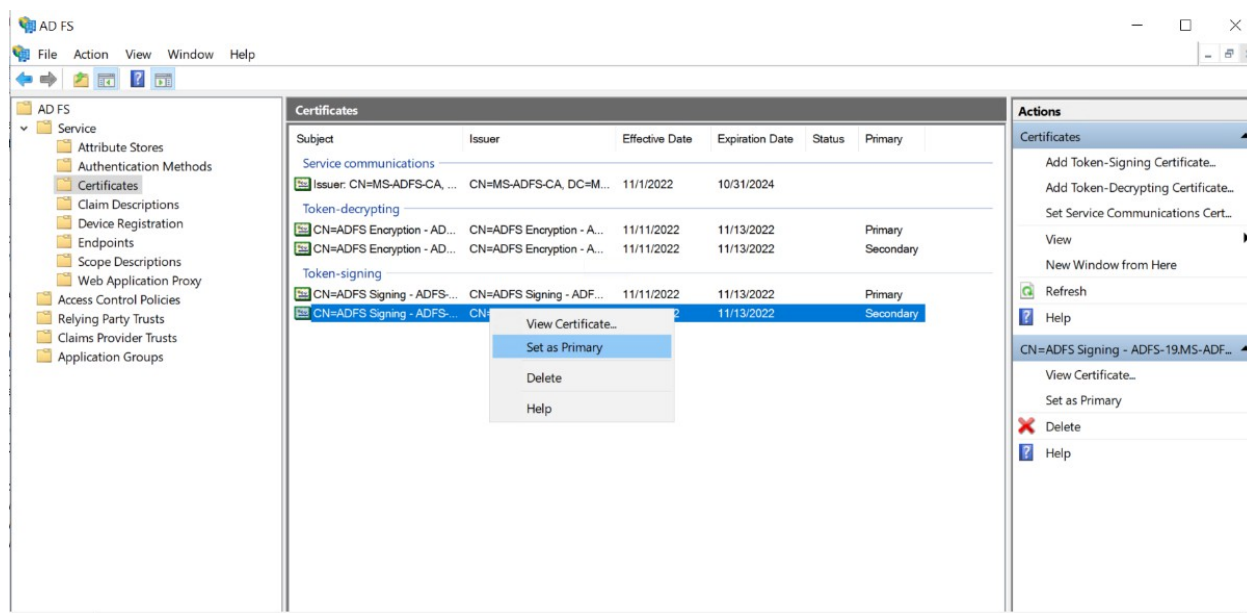 AD FS
File Action View Window Help
AD FS
Service
Attribute Stores
Authentication Methods
Certificates
Claim Descriptions
Device Registration
Endpoints
Scope Descriptions
Web Application Proxy
Access Control Policies
Relying Party Trusts
Claims Provider Trusts
Application Groups
Certificates
Subject Issuer Effective Date Expiration Date Status Primary
Service communications
Issuer: CN=MS-ADFS-CA, ... CN=MS-ADFS-CA, DC=M... 11/1/2022 10/31/2024
Token-decrypting
CN=ADFS Encryption - AD... CN=ADFS Encryption - A... 11/11/2022 11/13/2022 Primary
CN=ADFS Encryption - AD... CN=ADFS Encryption - A... 11/11/2022 11/13/2022 Secondary
Token-signing
CN=ADFS Signing - ADFS-... CN=ADFS Signing - ADF... 11/11/2022 11/13/2022 Primary
CN=ADFS Signing - ADFS-... CN= 2 11/13/2022 Secondary
View Certificate...
Set as Primary
Delete
Help
Actions
Certificates
Add Token-Signing Certificate...
Add Token-Decrypting Certificate...
Set Service Communications Cert...
View
New Window from Here
Refresh
Help
CN=ADFS Signing - ADFS-19.MS-ADF...
View Certificate...
Set as Primary
Delete
Help